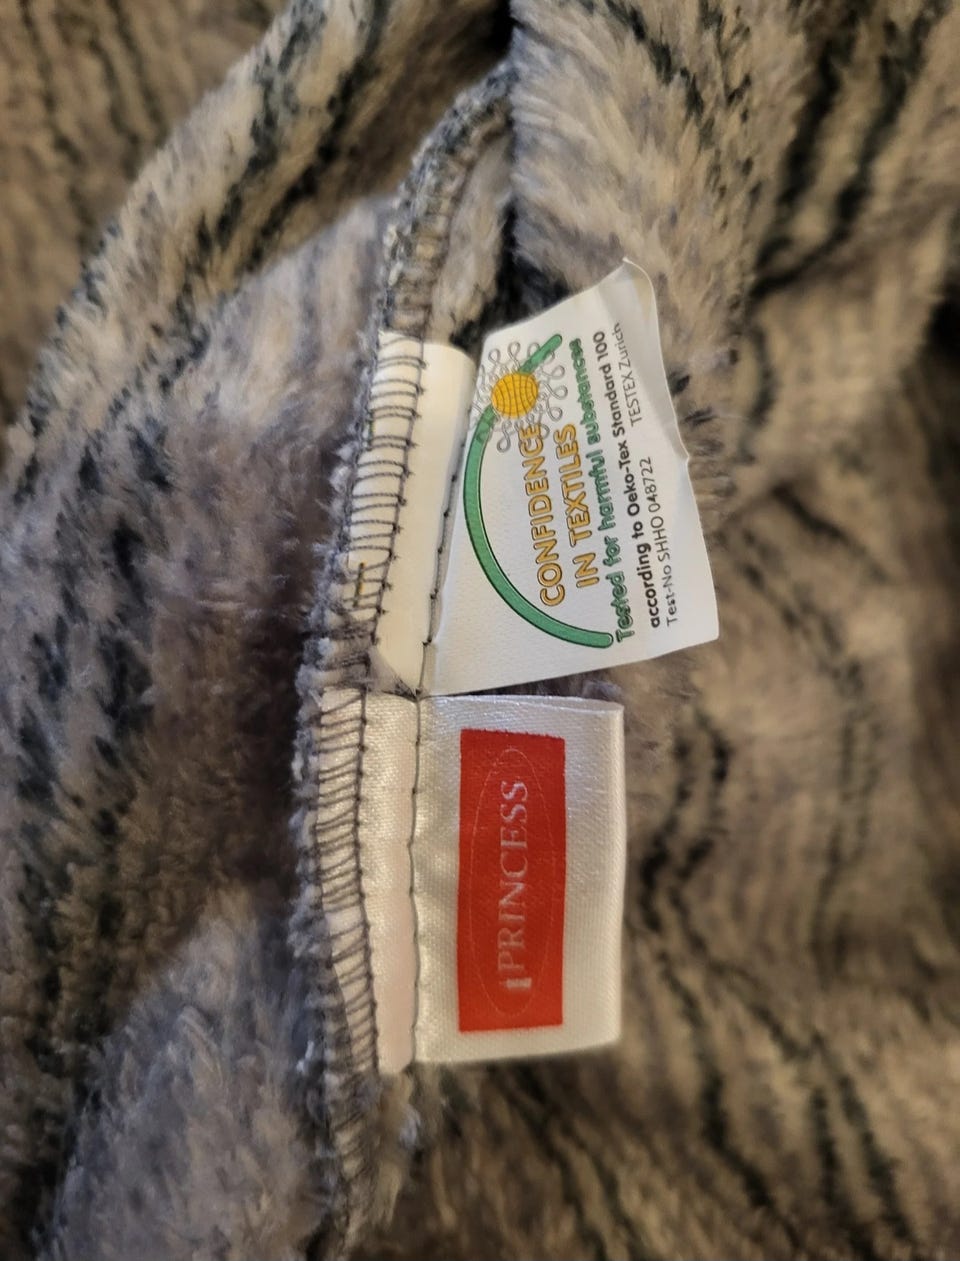 CONFIDENCE
IN TEXTILES
Tested for harmful substances
according to Oeko-Tex Standard 100
Test-No SHHO 048722 TESTEX Zurich
PRINCESS